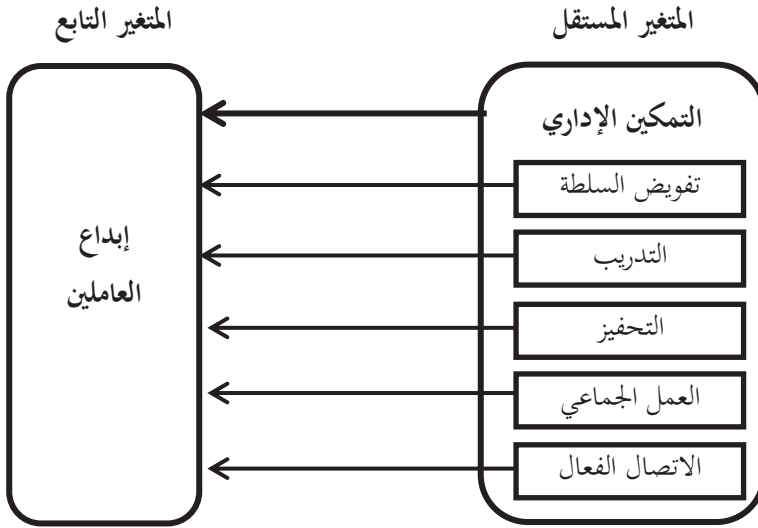 المتغير المستقل
المتغير التابع
التمكين الإداري
تفويض السلطة
التدريب
التحفيز
العمل الجماعي
الاتصال الفعال
إبداع
العاملين